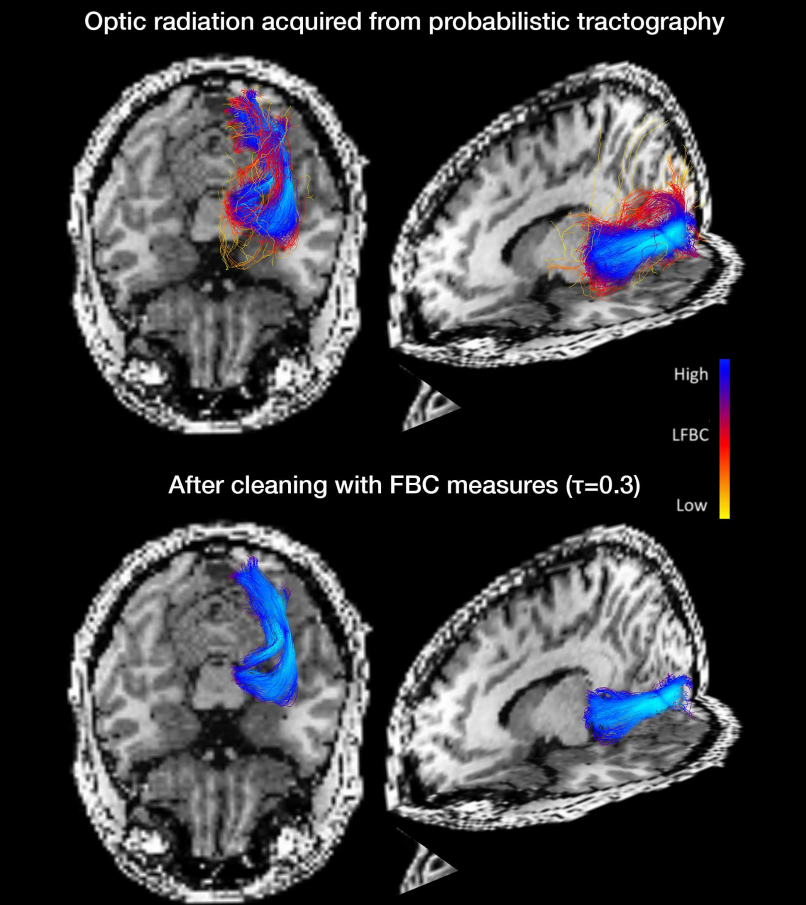 Optic radiation acquired from probabilistic tractography
High
LFBC
Low
After cleaning with FBC measures (τ=0.3)